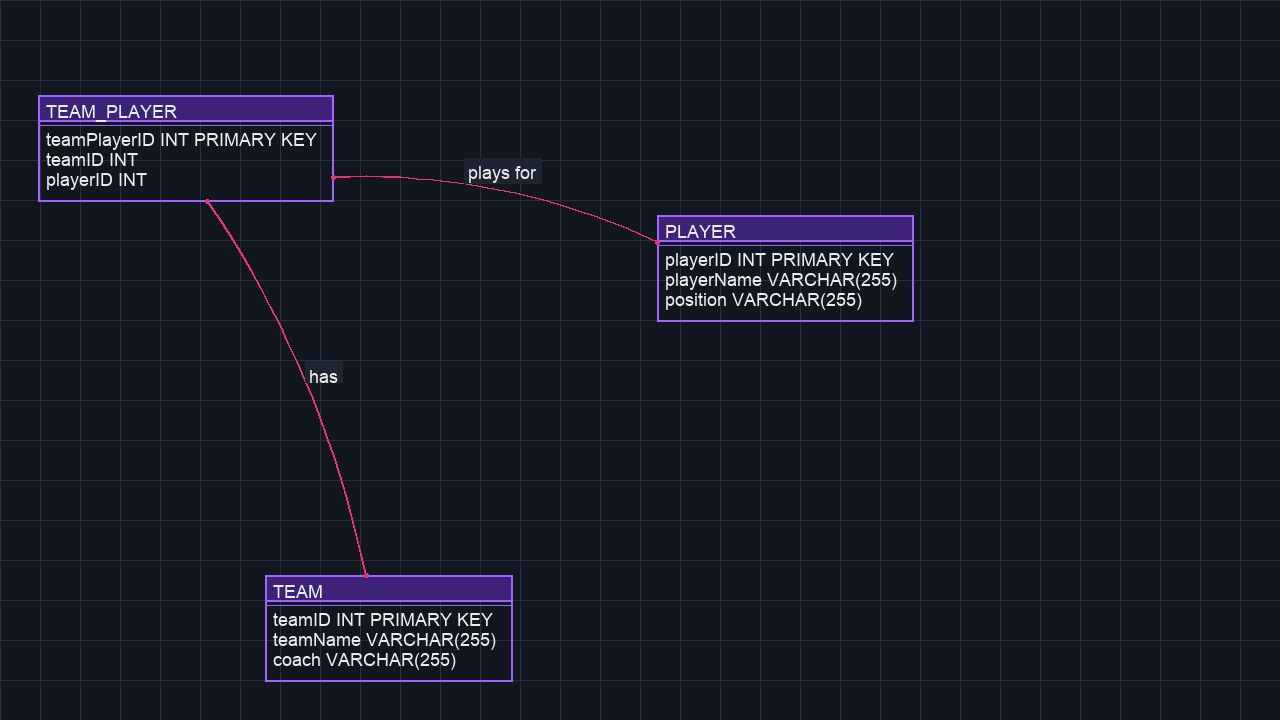 TEAM_PLAYER
teamPlayerID INT PRIMARY KEY
teamID INT
playerID INT
plays for
PLAYER
playerID INT PRIMARY KEY
playerName VARCHAR(255)
position VARCHAR(255)
has
TEAM
teamID INT PRIMARY KEY
teamName VARCHAR(255)
coach VARCHAR(255)